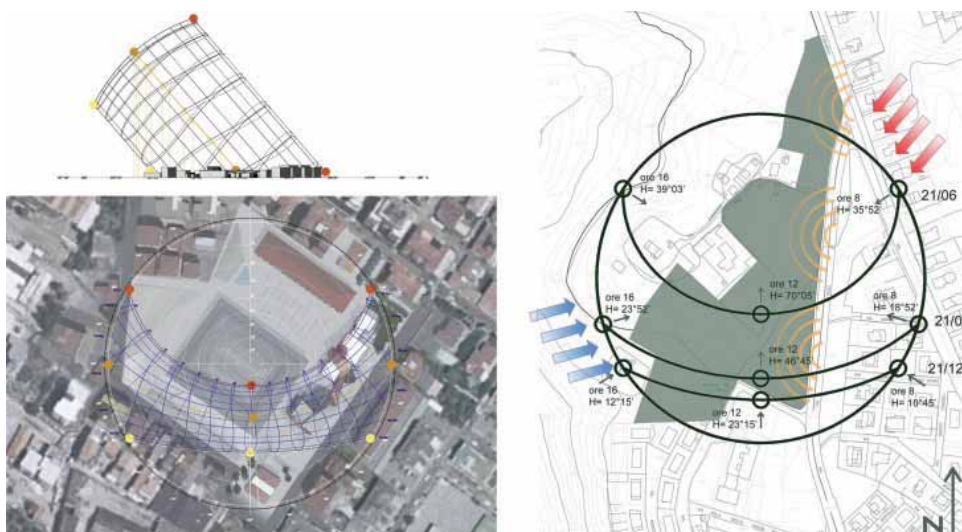 ore 16
H= 39°03'
ore 8
H= 35°52'
21/06
ore 12
H= 70°05'
ore 16
H= 23°52'
ore 8
H= 18°52'
21/0
ore 12
H= 46°45'
21/12
ore 16
H= 12°15'
ore 8
H= 10°45'
ore 12
H= 23°15'
N